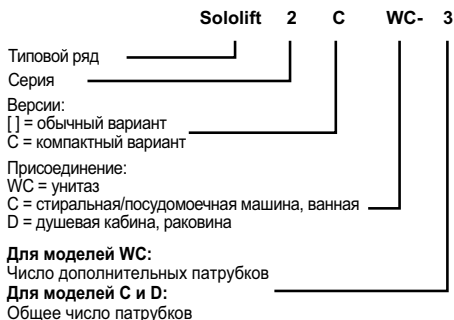 Sololift 2 C WC- 3
Типовой ряд
Серия
Версии:
[ ] = обычный вариант
C = компактный вариант
Присоединение:
WC = унитаз
C = стиральная/посудомоечная машина, ванная
D = душевая кабина, раковина
Для моделей WC:
Число дополнительных патрубков
Для моделей C и D:
Общее число патрубков